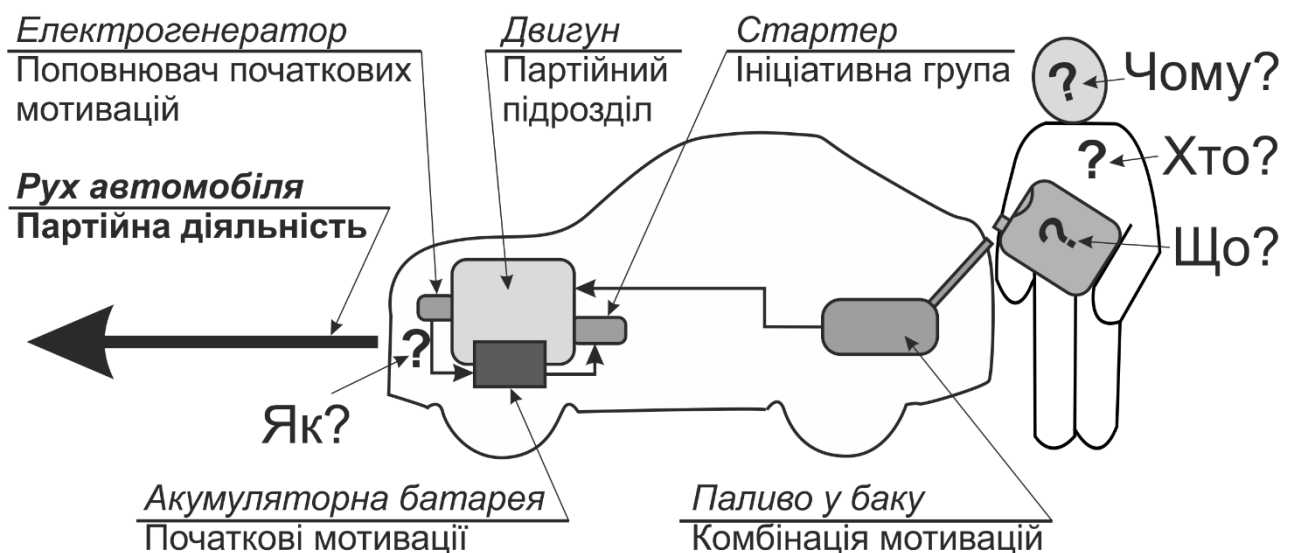 Електрогенератор
Поповнювач початкових
мотивацій
Двигун
Партійний
підрозділ
Стартер
Ініціативна група
?
Чому?
?
Хто?
?
Що?
Рух автомобіля
Партійна діяльність
?
Як?
Акумуляторна батарея
Початкові мотивації
Паливо у баку
Комбінація мотивацій